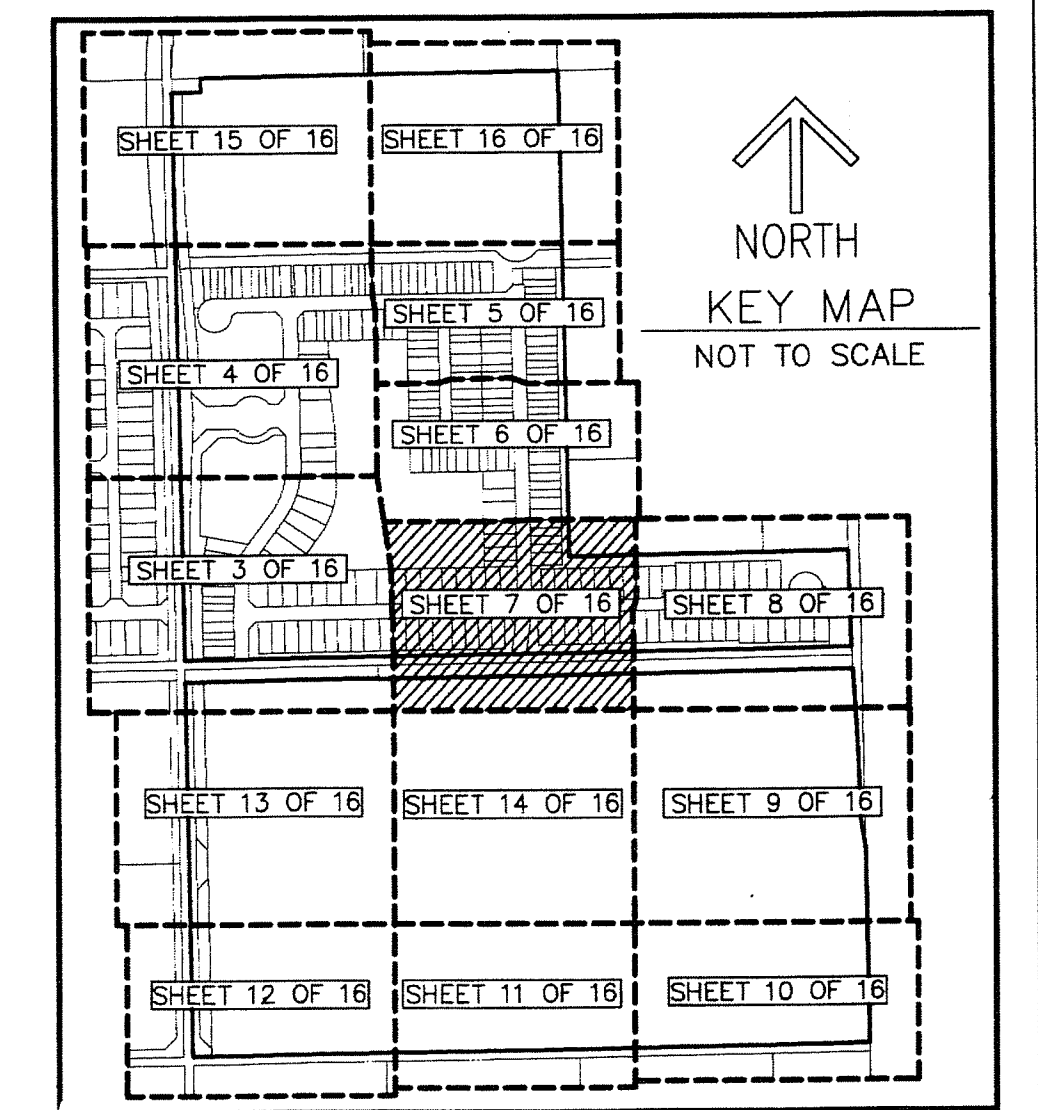 SHEET 15 OF 16
SHEET 16 OF 16
NORTH
KEY MAP
NOT TO SCALE
SHEET 5 OF 16
SHEET 4 OF 16
SHEET 6 OF 16
SHEET 3 OF 16
SHEET 7 OF 16
SHEET 8 OF 16
SHEET 13 OF 16
SHEET 14 OF 16
SHEET 9 OF 16
SHEET 12 OF 16
SHEET 11 OF 16
SHEET 10 OF 16